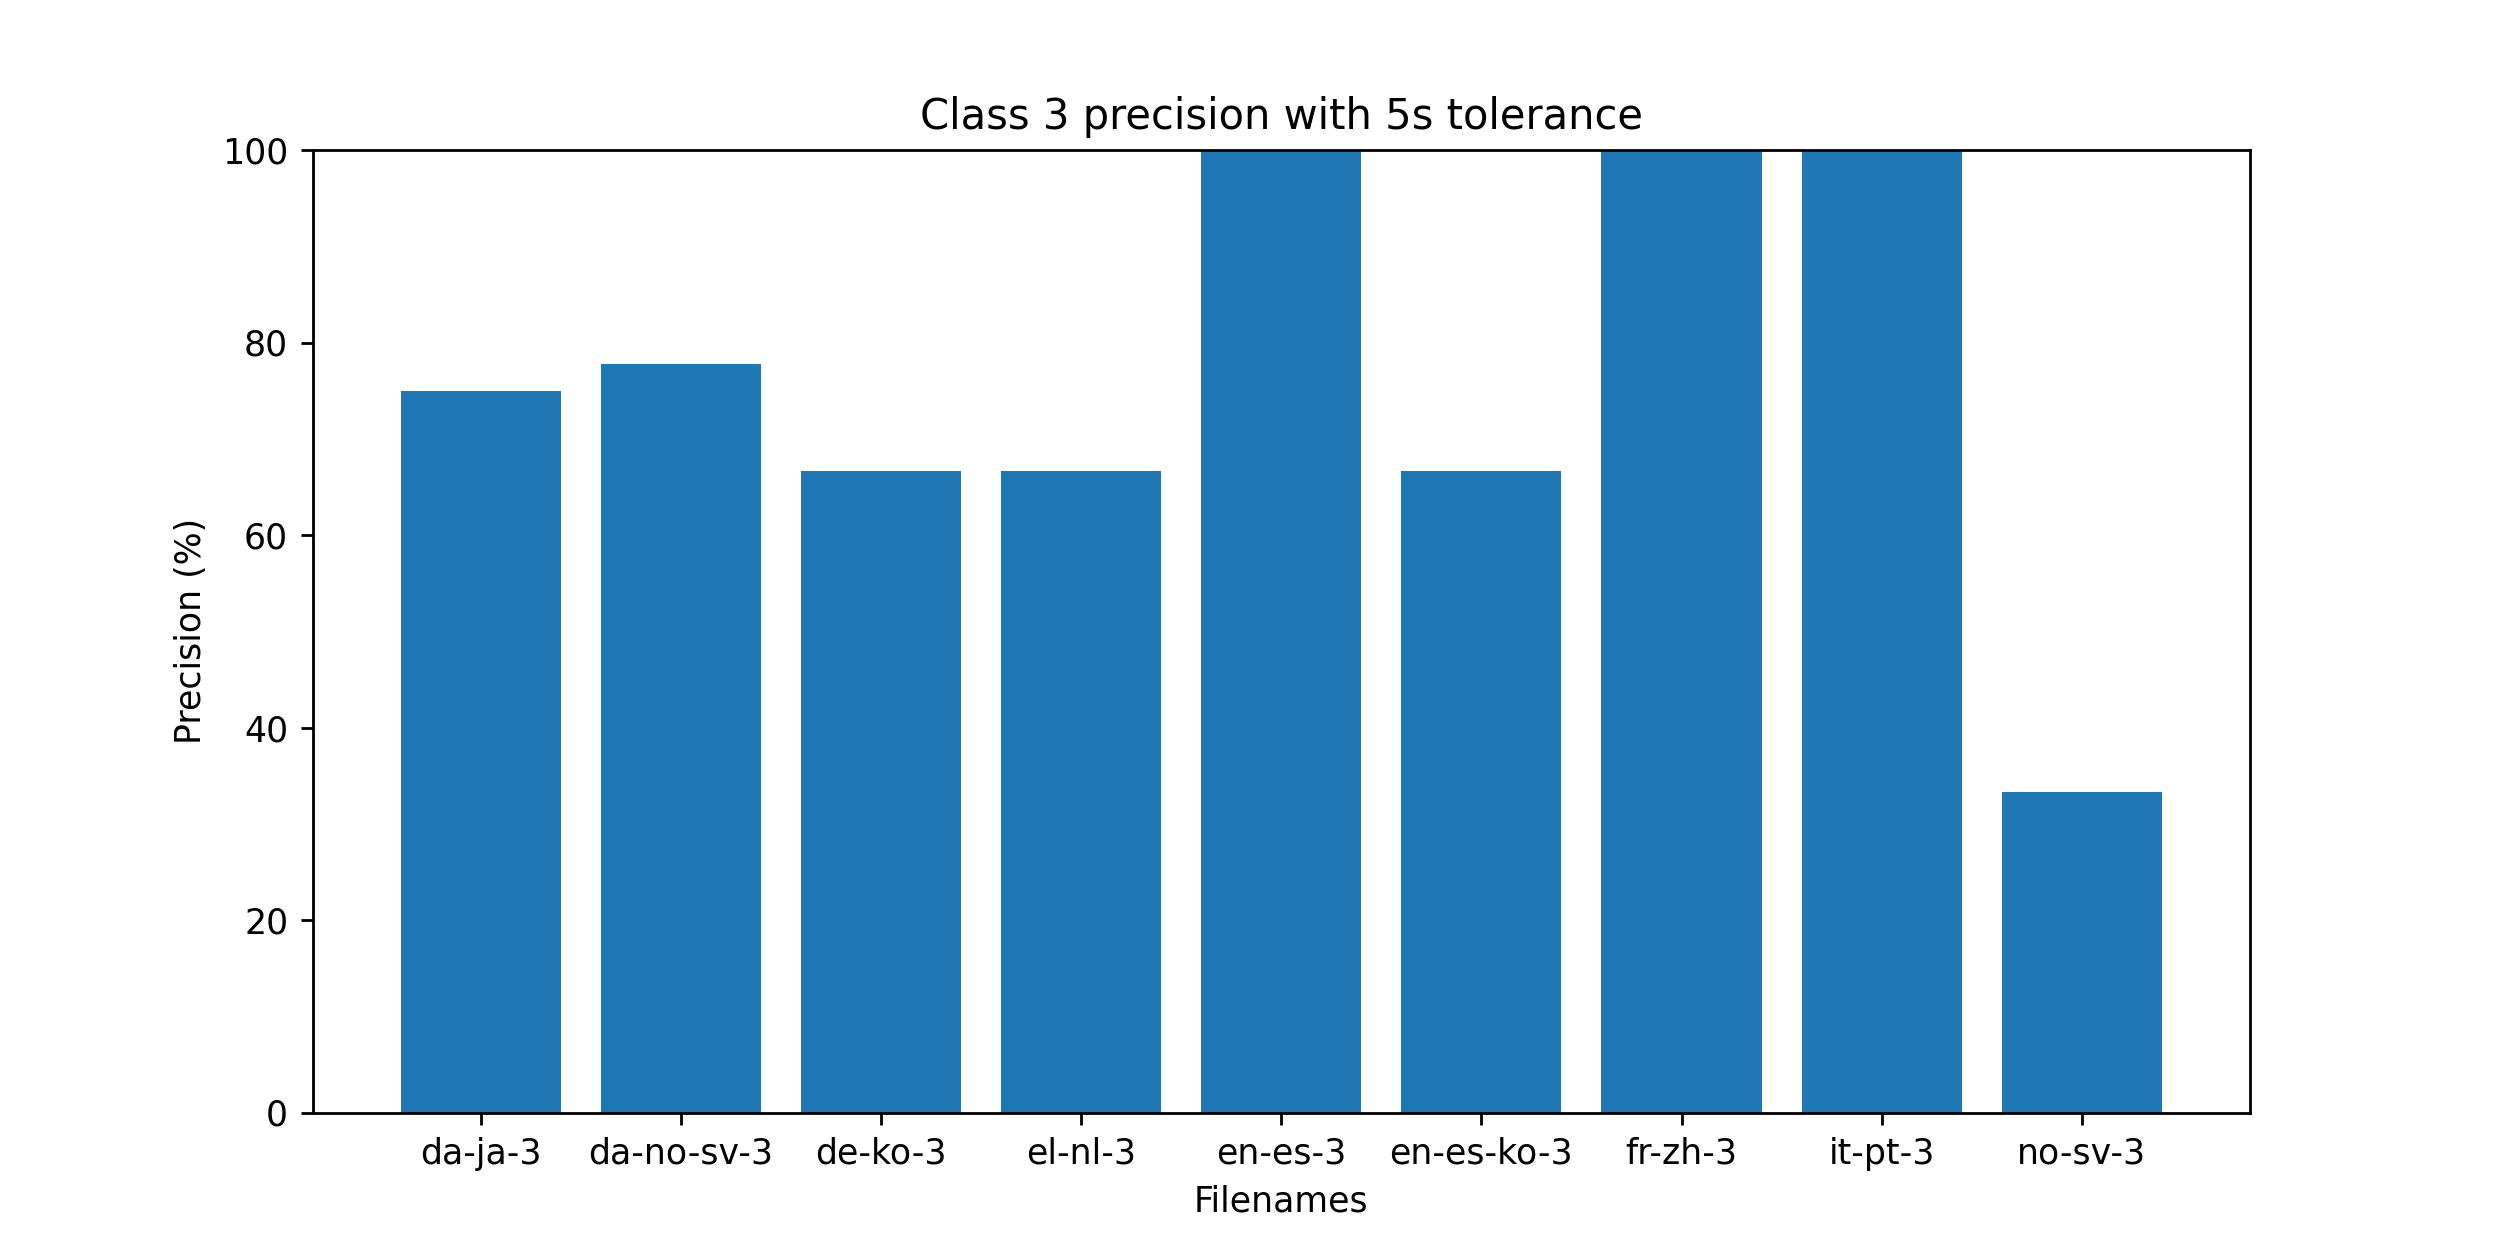 Class 3 precision with 5s tolerance
100
80
60
40
20
0
Precision (%)
da-ja-3 da-no-sv-3 de-ko-3 el-nl-3 en-es-3 en-es-ko-3 fr-zh-3 it-pt-3 no-sv-3
Filenames